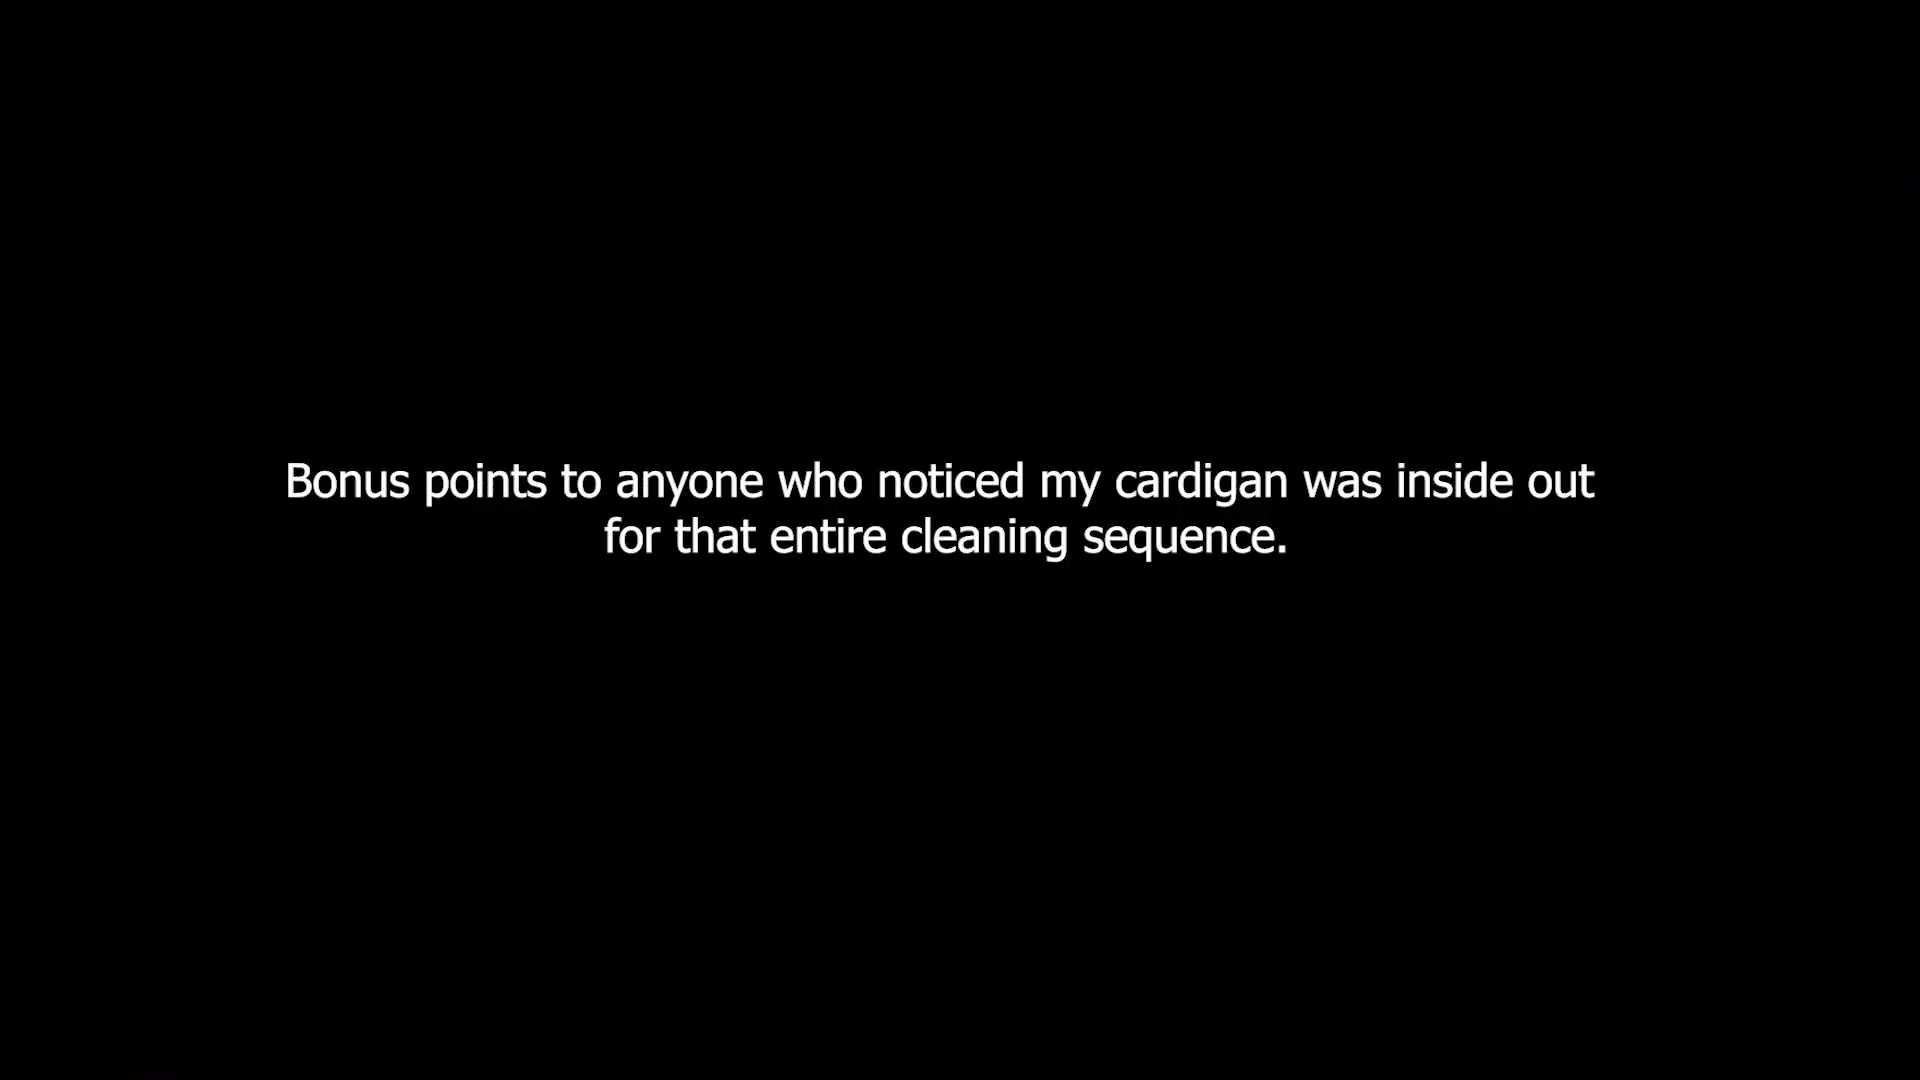 Bonus points to anyone who noticed my cardigan was inside out
for that entire cleaning sequence.